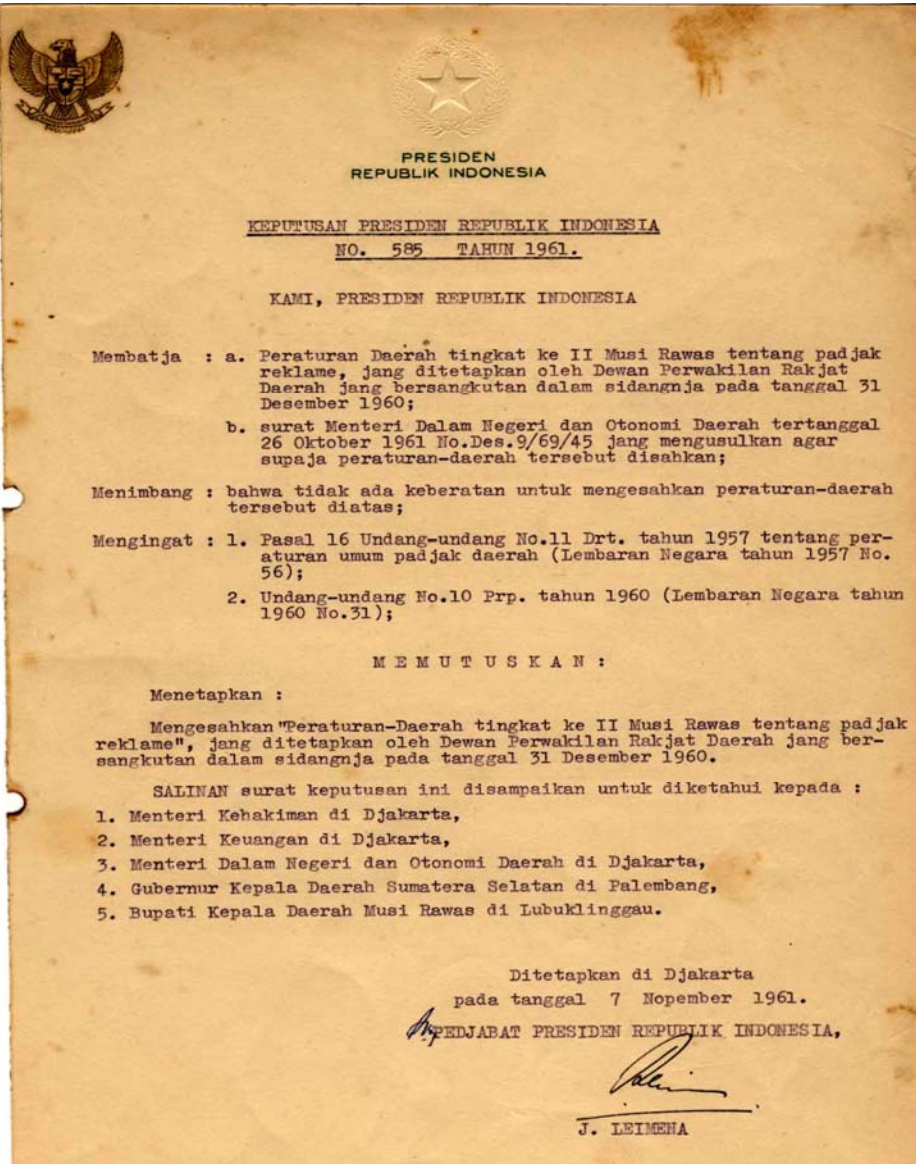 PRESIDEN
REPUBLIK INDONESIA
KEPUTUSAN PRESIDEN REPUBLIK INDONESIA
NO. 585 TAHUN 1961.
KAMI, PRESIDEN REPUBLIK INDONESIA
Membatja : a. Peraturan Daerah tingkat ke II Musi Rawas tentang padjak
reklame, jang ditetapkan oleh Dewan Perwakilan Rakjat
Daerah jang bersangkutan dalam sidangnja pada tanggal 31
Desember 1960;
b. surat Menteri Dalam Negeri dan Otonomi Daerah tertanggal
26 Oktober 1961 No.Des.9/69/45 jang mengusulkan agar
supaja peraturan-daerah tersebut disahkan;
Menimbang : bahwa tidak ada keberatan untuk mengesahkan peraturan-daerah
tersebut diatas;
Mengingat : 1. Pasal 16 Undang-undang No.11 Drt. tahun 1957 tentang per-
aturan umum padjak daerah (Lembaran Negara tahun 1957 No.
56);
2. Undang-undang No.10 Prp. tahun 1960 (Lembaran Negara tahun
1960 No.31);
M E M U T U S K A N :
Menetapkan :
Mengesahkan "Peraturan-Daerah tingkat ke II Musi Rawas tentang padjak
reklame", jang ditetapkan oleh Dewan Perwakilan Rakjat Daerah jang ber-
sangkutan dalam sidangnja pada tanggal 31 Desember 1960.
SALINAN surat keputusan ini disampaikan untuk diketahui kepada :
1. Menteri Kehakiman di Djakarta,
2. Menteri Keuangan di Djakarta,
3. Menteri Dalam Negeri dan Otonomi Daerah di Djakarta,
4. Gubernur Kepala Daerah Sumatera Selatan di Palembang,
5. Bupati Kepala Daerah Musi Rawas di Lubuklinggau.
Ditetapkan di Djakarta
pada tanggal 7 Nopember 1961.
PEDJABAT PRESIDEN REPUBLIK INDONESIA,
J. LEIMENA